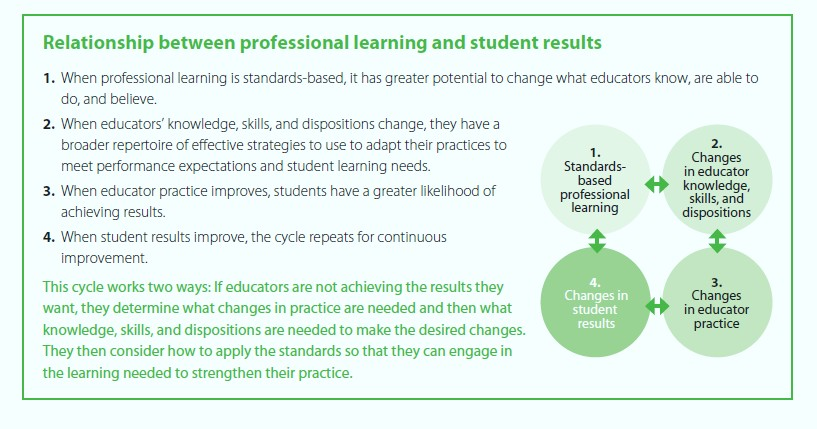 Relationship between professional learning and student results
1. When professional learning is standards-based, it has greater potential to change what educators know, are able to
do, and believe.
2. When educators' knowledge, skills, and dispositions change, they have a
broader repertoire of effective strategies to use to adapt their practices to
meet performance expectations and student learning needs.
3. When educator practice improves, students have a greater likelihood of
achieving results.
4. When student results improve, the cycle repeats for continuous
improvement.
This cycle works two ways: If educators are not achieving the results they
want, they determine what changes in practice are needed and then what
knowledge, skills, and dispositions are needed to make the desired changes.
They then consider how to apply the standards so that they can engage in
the learning needed to strengthen their practice.
1.
Standards-
based
professional
learning
2.
Changes
in educator
knowledge,
skills, and
dispositions
4.
Changes in
student
results
3.
Changes
in educator
practice